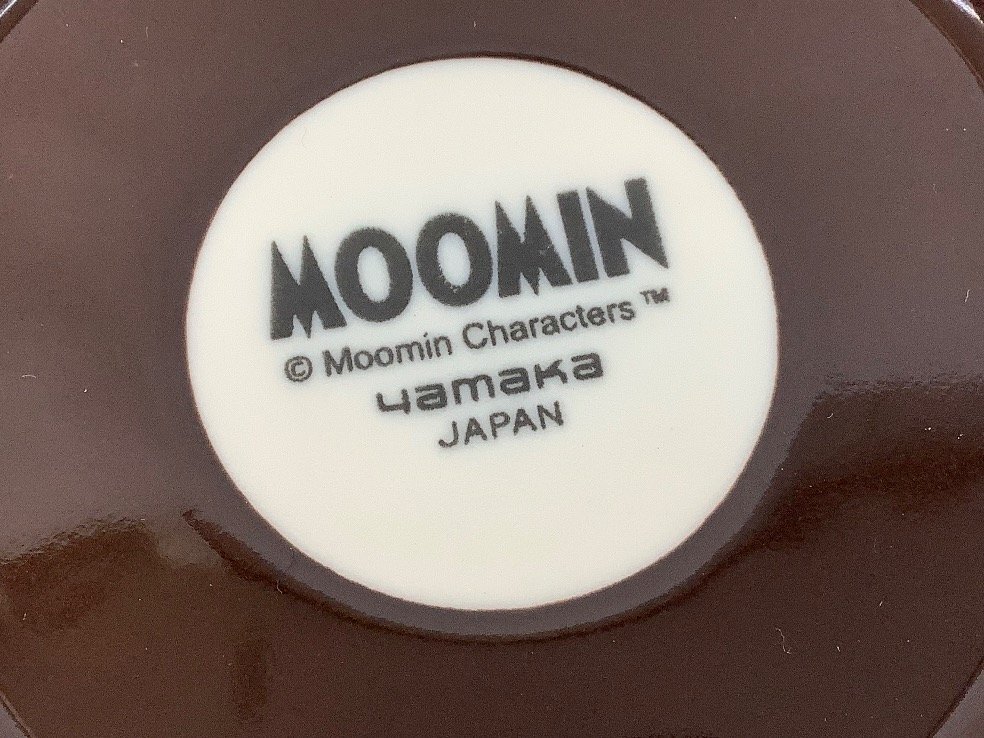 MOOMIN
© Moomin Characters ™
yamaka
JAPAN